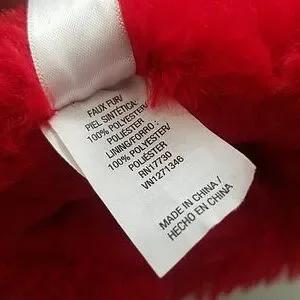 FAUX FUR/
PIEL SINTÉTICA:
100% POLYESTER/
POLIÉSTER
LINING/FORRO:
100% POLYESTER/
POLIÉSTER
RN17730
VN1271346
MADE IN CHINA/
HECHO EN CHINA